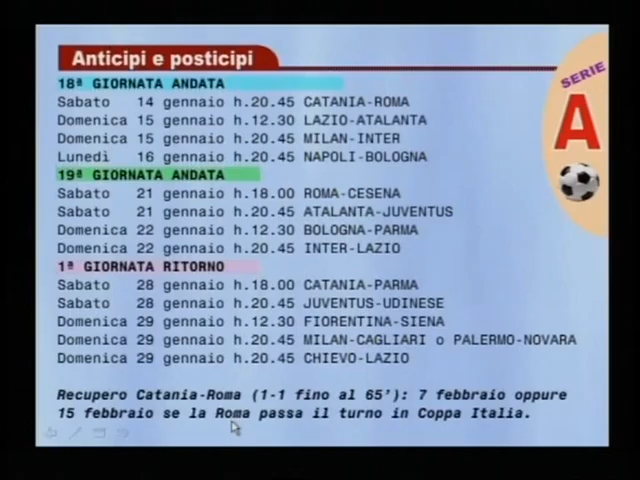 Anticipi e posticipi
SERIE
A
18ª GIORNATA ANDATA
Sabato 14 gennaio h.20.45 CATANIA-ROMA
Domenica 15 gennaio h.12.30 LAZIO-ATALANTA
Domenica 15 gennaio h.20.45 MILAN-INTER
Lunedì 16 gennaio h.20.45 NAPOLI-BOLOGNA
19ª GIORNATA ANDATA
Sabato 21 gennaio h.18.00 ROMA-CESENA
Sabato 21 gennaio h.20.45 ATALANTA-JUVENTUS
Domenica 22 gennaio h.12.30 BOLOGNA-PARMA
Domenica 22 gennaio h.20.45 INTER-LAZIO
1ª GIORNATA RITORNO
Sabato 28 gennaio h.18.00 CATANIA-PARMA
Sabato 28 gennaio h.20.45 JUVENTUS-UDINESE
Domenica 29 gennaio h.12.30 FIORENTINA-SIENA
Domenica 29 gennaio h.20.45 MILAN-CAGLIARI o PALERMO-NOVARA
Domenica 29 gennaio h.20.45 CHIEVO-LAZIO
Recupero Catania-Roma (1-1 fino al 65'): 7 febbraio oppure
15 febbraio se la Roma passa il turno in Coppa Italia.